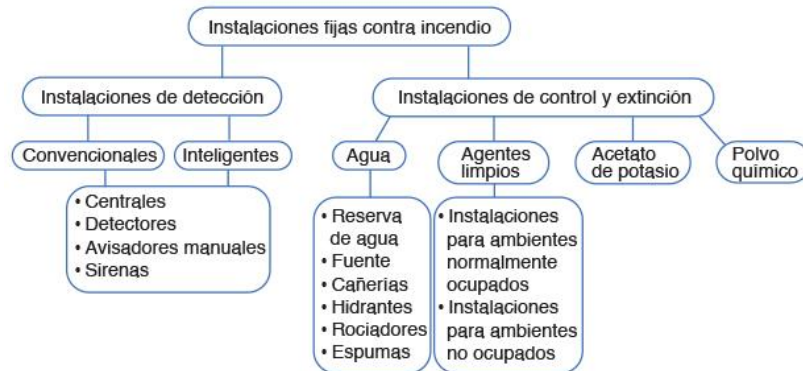 Instalaciones fijas contra incendio
Instalaciones de detección
Instalaciones de control y extinción
Convencionales
Inteligentes
Agua
Agentes
limpios
Acetato
de potasio
Polvo
químico
• Centrales
• Detectores
• Avisadores manuales
• Sirenas
• Reserva
de agua
• Fuente
• Cañerías
• Hidrantes
• Rociadores
• Espumas
• Instalaciones
para ambientes
normalmente
ocupados
• Instalaciones
para ambientes
no ocupados